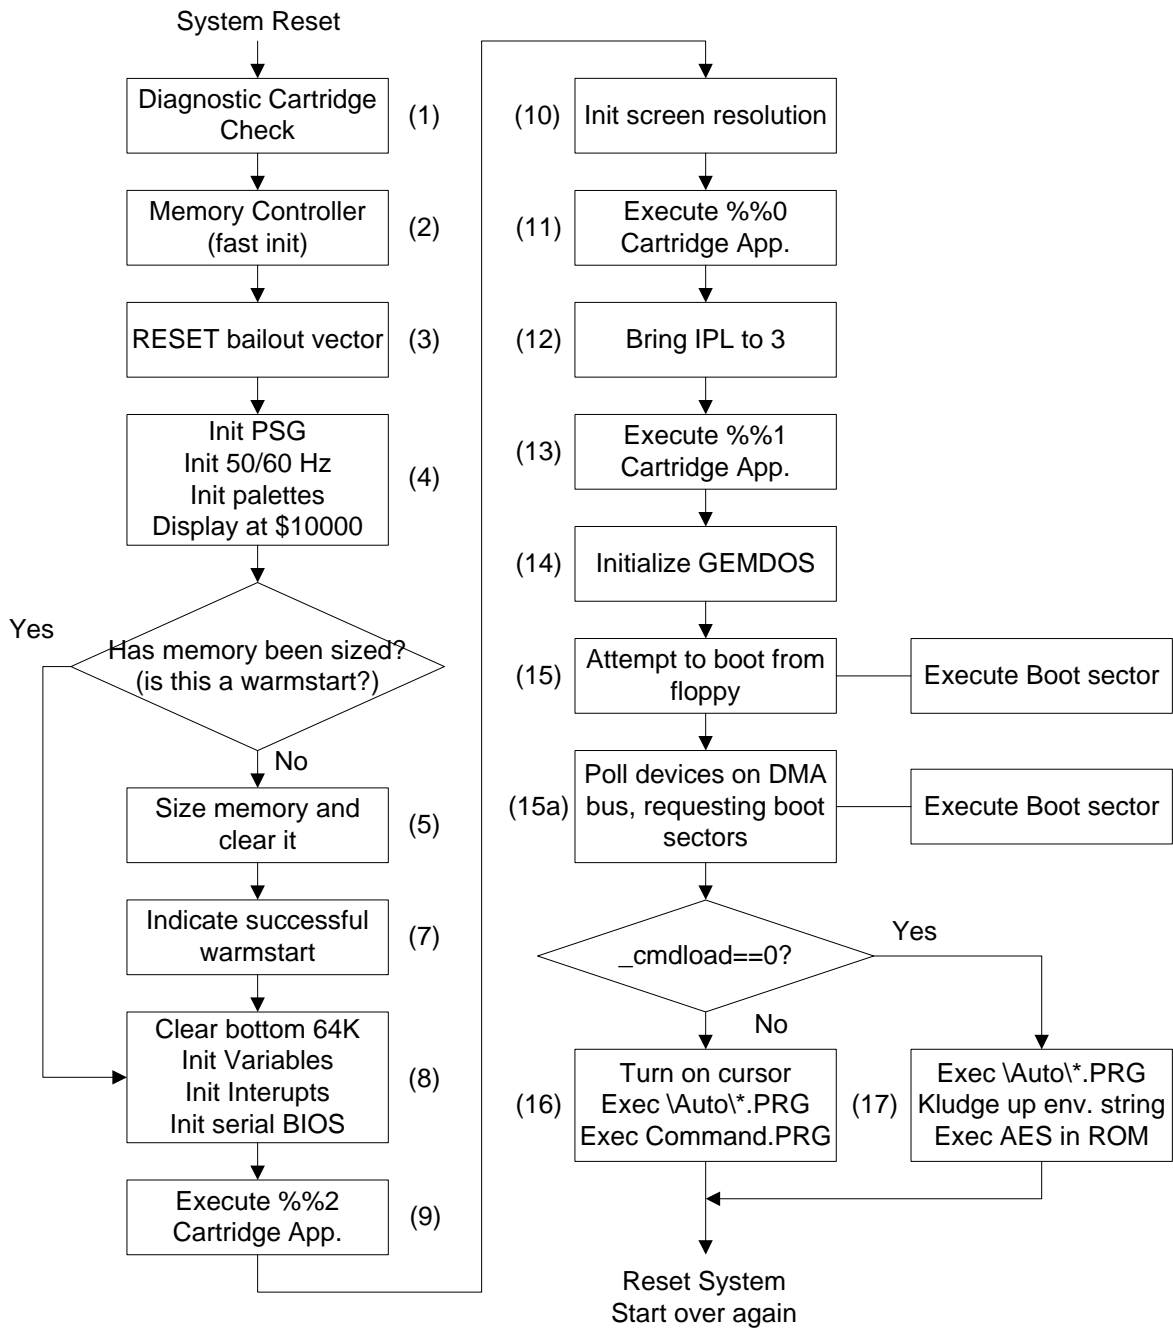 System Reset
Diagnostic Cartridge
Check
(1)
Memory Controller
(fast init)
(2)
RESET bailout vector
(3)
Init PSG
Init 50/60 Hz
Init palettes
Display at $10000
(4)
Yes
Has memory been sized?
(is this a warmstart?)
No
Size memory and
clear it
(5)
Indicate successful
warmstart
(7)
Clear bottom 64K
Init Variables
Init Interupts
Init serial BIOS
(8)
Execute %%2
Cartridge App.
(9)
(10)
Init screen resolution
(11)
Execute %%0
Cartridge App.
(12)
Bring IPL to 3
(13)
Execute %%1
Cartridge App.
(14)
Initialize GEMDOS
(15)
Attempt to boot from
floppy
Execute Boot sector
(15a)
Poll devices on DMA
bus, requesting boot
sectors
Execute Boot sector
_cmdload==0?
Yes
No
(16)
Turn on cursor
Exec \Auto\*.PRG
Exec Command.PRG
(17)
Exec \Auto\*.PRG
Kludge up env. string
Exec AES in ROM
Reset System
Start over again